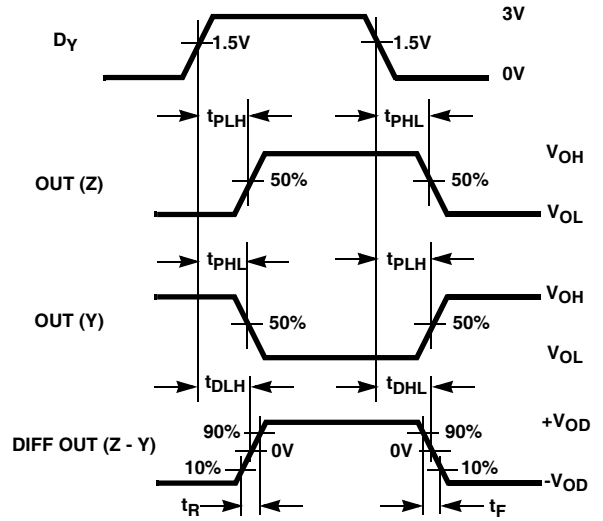 3V
DY
1.5V
1.5V
0V
tPLH
tPHL
VOH
OUT (Z)
50%
50%
VOL
tPHL
tPLH
VOH
OUT (Y)
50%
50%
VOL
tDLH
tDHL
+VOD
90%
90%
DIFF OUT (Z - Y)
0V
0V
10%
10%
-VOD
tR
tF